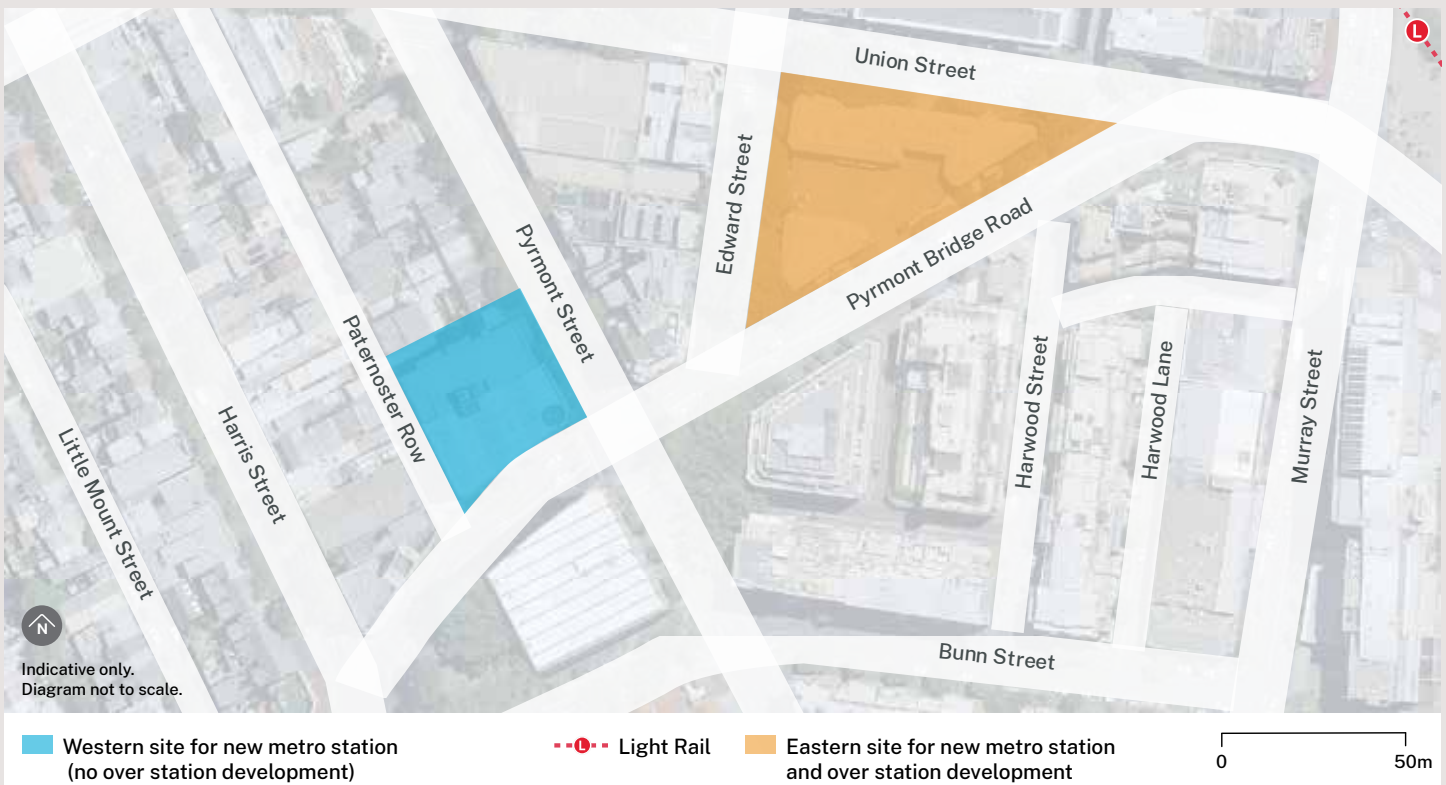 L
Union Street
Edward Street
Pyrmont Bridge Road
Pyrmont Street
Paternoster Row
Harris Street
Little Mount Street
Harwood Street
Harwood Lane
Murray Street
Bunn Street
N
Indicative only.
Diagram not to scale.
Western site for new metro station
(no over station development)
L Light Rail
Eastern site for new metro station
and over station development
0 50m